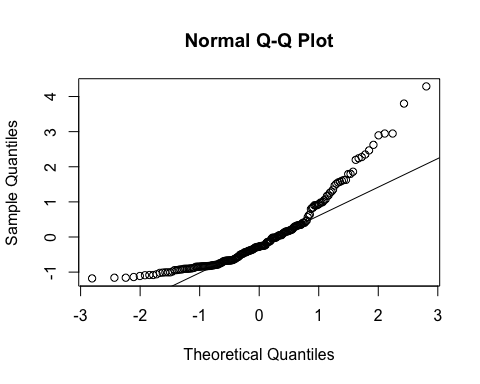 Normal Q-Q Plot
Sample Quantiles
4
3
2
1
0
-1
-3 -2 -1 0 1 2 3
Theoretical Quantiles